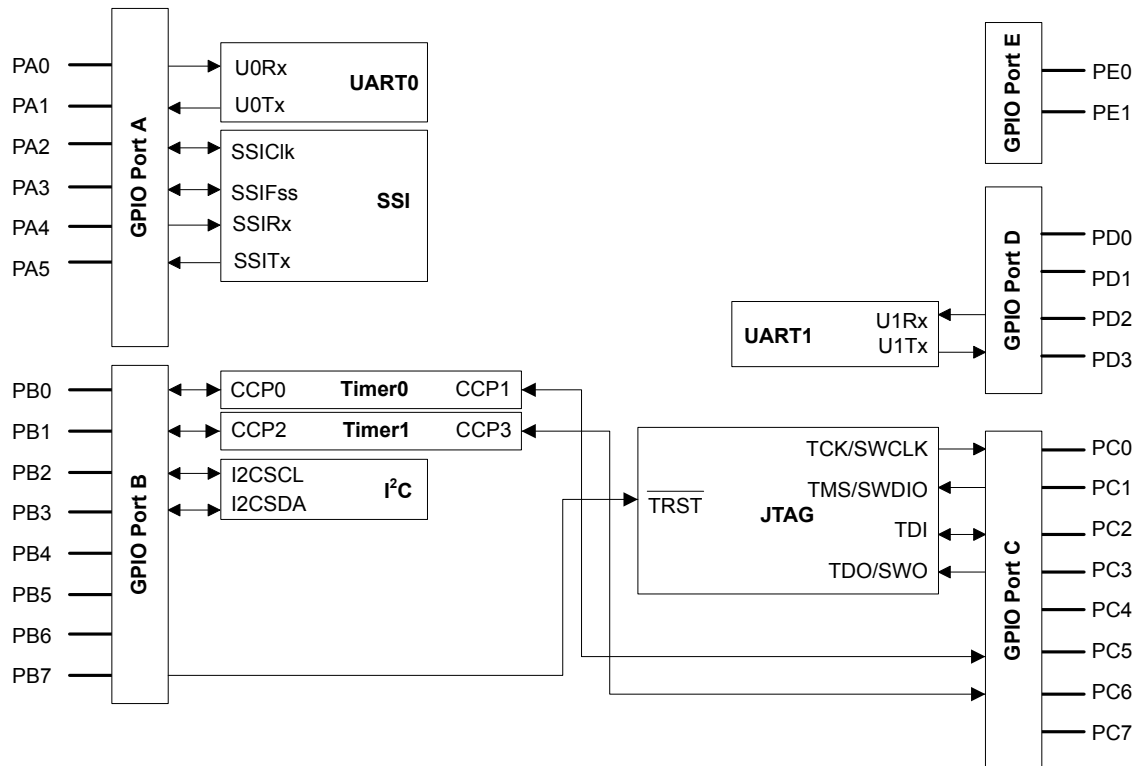 PA0
PA1
PA2
PA3
PA4
PA5
GPIO Port A
U0Rx
U0Tx
UART0
SSIClk
SSIFss
SSIRx
SSITx
SSI
PB0
PB1
PB2
PB3
PB4
PB5
PB6
PB7
GPIO Port B
CCP0 Timer0 CCP1
CCP2 Timer1 CCP3
I2CSCL
I2CSDA
I²C
GPIO Port E
PE0
PE1
UART1
U1Rx
U1Tx
GPIO Port D
PD0
PD1
PD2
PD3
TRST
JTAG
TCK/SWCLK
TMS/SWDIO
TDI
TDO/SWO
GPIO Port C
PC0
PC1
PC2
PC3
PC4
PC5
PC6
PC7